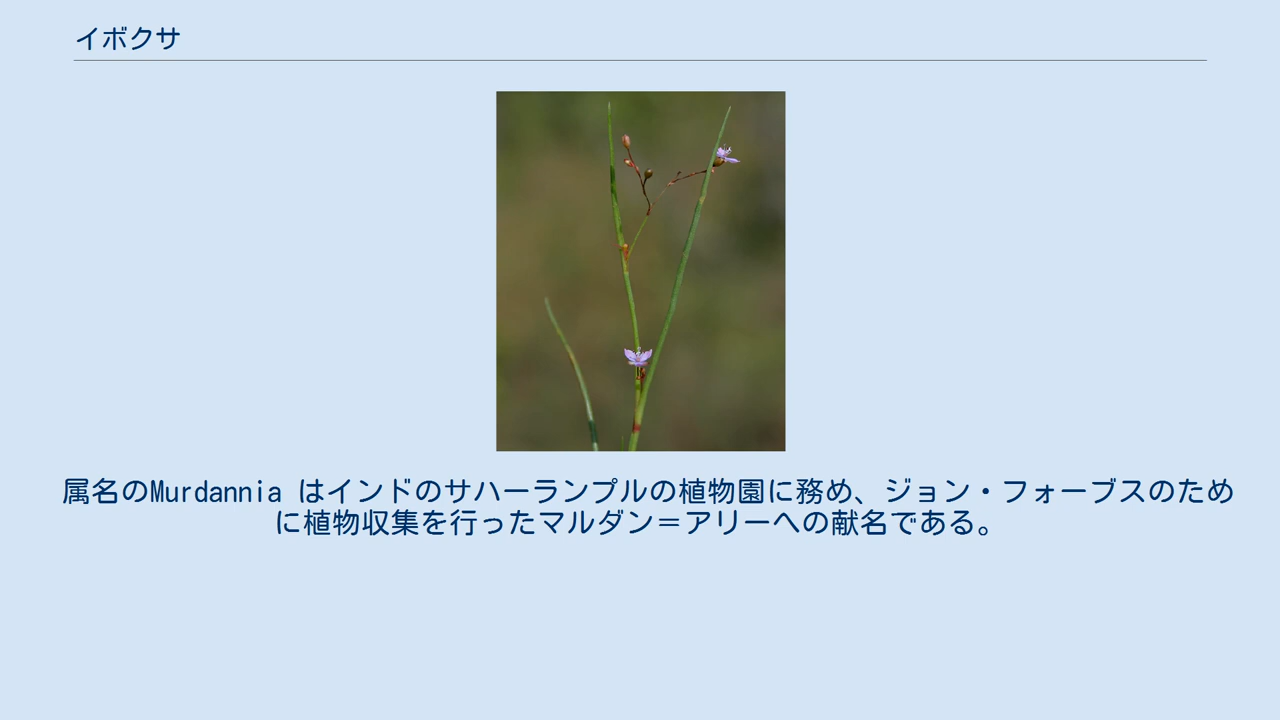 イボクサ
属名のMurdannia はインドのサハーランプルの植物園に務め、ジョン・フォーブスのため
に植物収集を行ったマルダン＝アリーへの献名である。